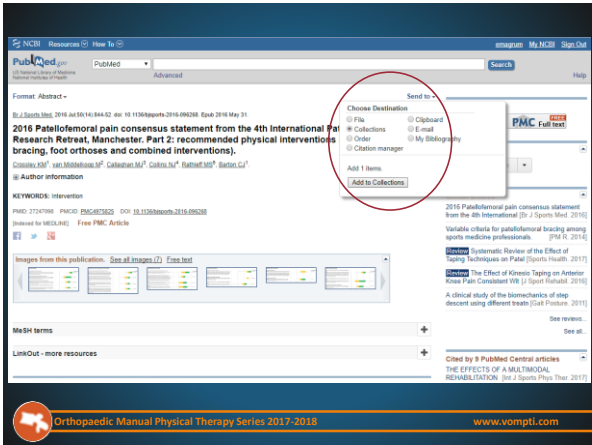 NCBI Resources How To emagrum My NCBI Sign Out
PubMed.gov PubMed Search
US National Library of Medicine
National Institutes of Health
Advanced Help
Format: Abstract Send to
Choose Destination
File Clipboard
Collections E-mail
Order My Bibliography
Citation manager
Add 1 items
Add to Collections
PMC FREE Full text
Br J Sports Med. 2016 Jul;50(14):844-52. doi: 10.1136/bjsports-2016-096268. Epub 2016 May 31.
2016 Patellofemoral pain consensus statement from the 4th International Pat
Research Retreat, Manchester. Part 2: recommended physical interventions
bracing, foot orthoses and combined interventions).
Crossley KM1, van Middelkoop M2, Callaghan MJ3, Collins NJ4, Rathleff MS5, Barton CJ1.
Author information
KEYWORDS: intervention
PMID: 27247098 PMCID: PMC4975825 DOI: 10.1136/bjsports-2016-096268
[Indexed for MEDLINE] Free PMC Article
Images from this publication. See all images (7) Free text
MeSH terms
LinkOut - more resources
2016 Patellofemoral pain consensus statement
from the 4th International [Br J Sports Med. 2016]
Variable criteria for patellofemoral bracing among
sports medicine professionals. [PM R. 2014]
Review Systematic Review of the Effect of
Taping Techniques on Patel [Sports Health. 2017]
Review The Effect of Kinesio Taping on Anterior
Knee Pain Consistent Wit [J Sport Rehabil. 2016]
A clinical study of the biomechanics of step
descent using different treatm [Gait Posture. 2011]
See reviews...
See all...
Cited by 9 PubMed Central articles
THE EFFECTS OF A MULTIMODAL
REHABILITATION [Int J Sports Phys Ther. 2017]
Orthopaedic Manual Physical Therapy Series 2017-2018 www.vompti.com